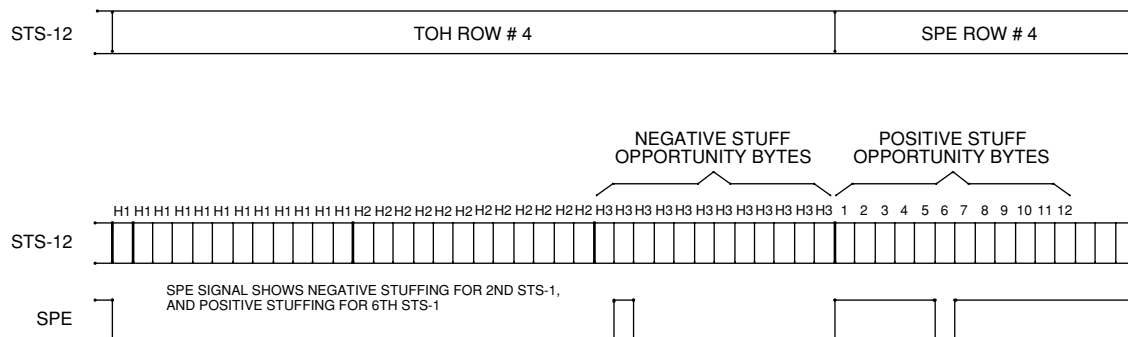 STS-12 TOH ROW # 4 SPE ROW # 4
NEGATIVE STUFF
OPPORTUNITY BYTES
POSITIVE STUFF
OPPORTUNITY BYTES
H1 H1 H1 H1 H1 H1 H1 H1 H1 H1 H1 H1 H2 H2 H2 H2 H2 H2 H2 H2 H2 H2 H2 H2 H3 H3 H3 H3 H3 H3 H3 H3 H3 H3 H3 H3 1 2 3 4 5 6 7 8 9 10 11 12
STS-12
SPE SIGNAL SHOWS NEGATIVE STUFFING FOR 2ND STS-1,
AND POSITIVE STUFFING FOR 6TH STS-1
SPE